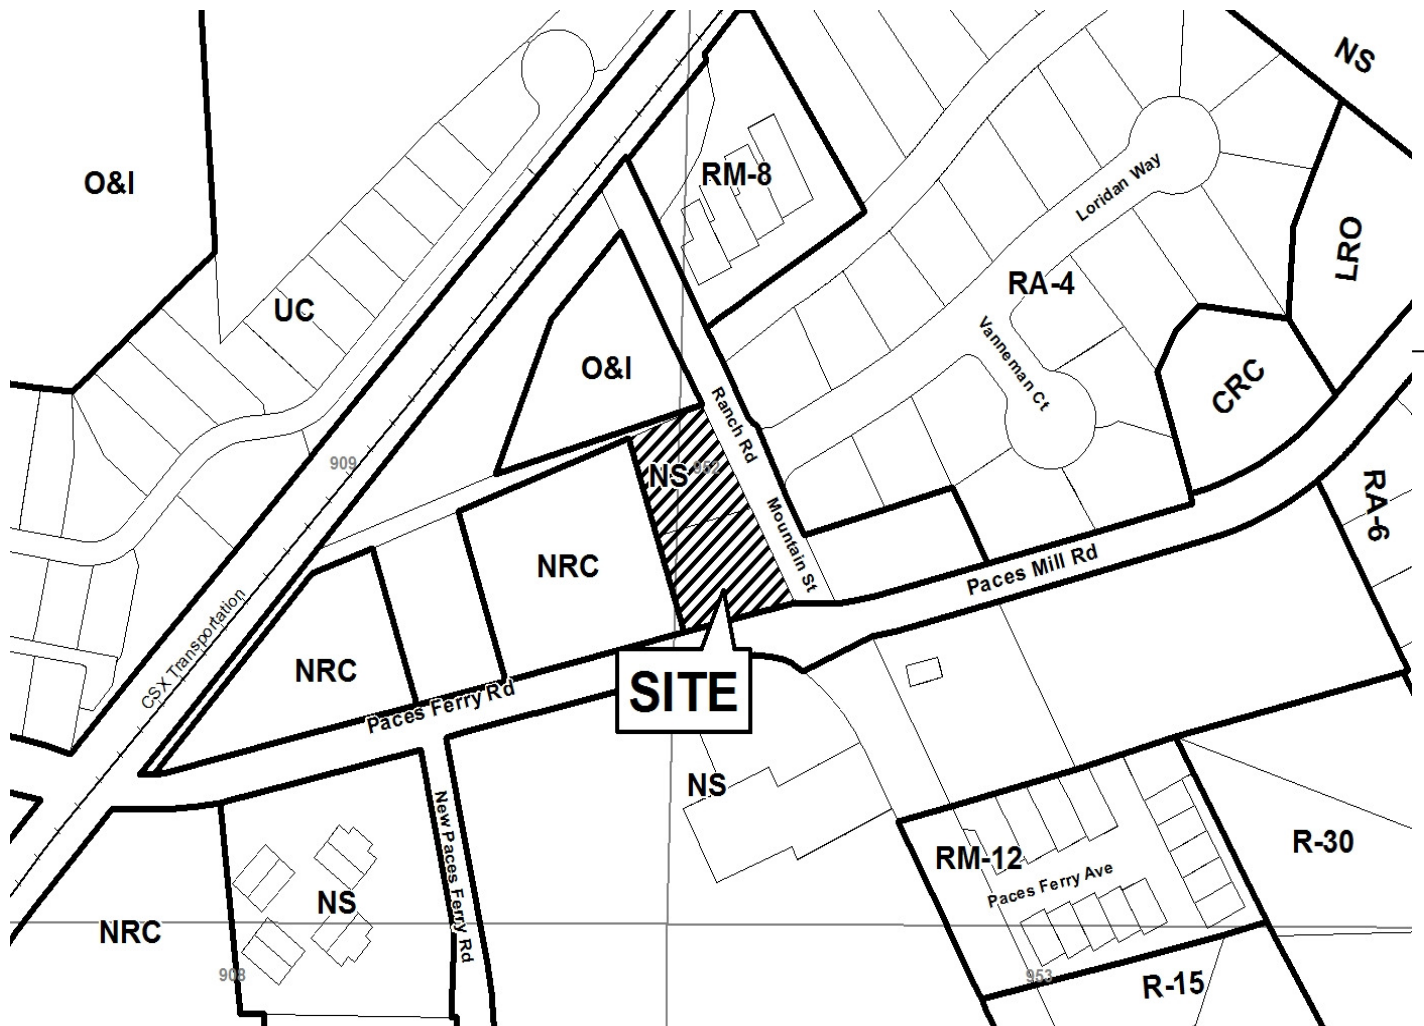 NS
O&I
RM-8
Loridan Way
LRO
RA-4
UC
Vanneman Ct
O&I
CRC
Ranch Rd
909
962
NS
RA-6
Mountain St
NRC
Paces Mill Rd
CSX Transportation
NRC
SITE
Paces Ferry Rd
NS
New Paces Ferry Rd
R-30
RM-12
Paces Ferry Ave
NS
NRC
908
953
R-15